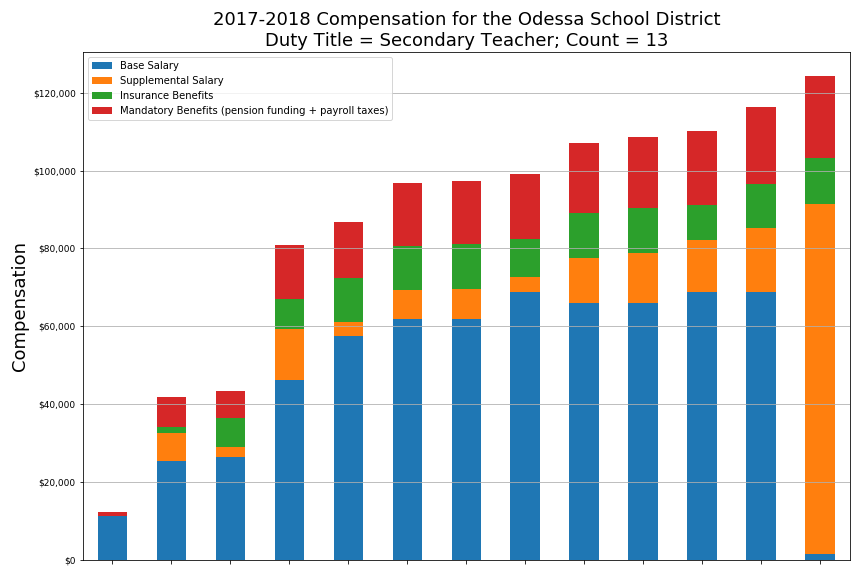 2017-2018 Compensation for the Odessa School District
Duty Title = Secondary Teacher; Count = 13
Base Salary
Supplemental Salary
Insurance Benefits
Mandatory Benefits (pension funding + payroll taxes)
$120,000
$100,000
$80,000
$60,000
$40,000
$20,000
$0
Compensation